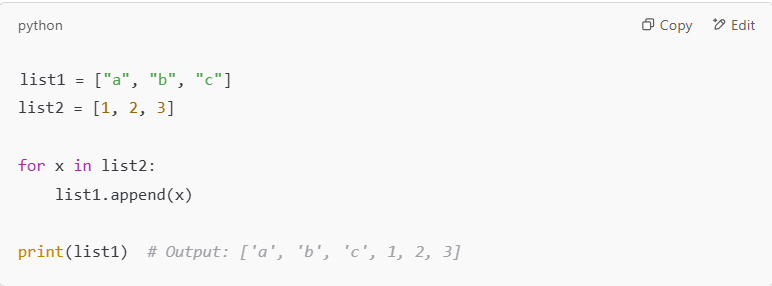 python
Copy
Edit
list1 = ["a", "b", "c"]
list2 = [1, 2, 3]
for x in list2:
    list1.append(x)
print(list1)  # Output: ['a', 'b', 'c', 1, 2, 3]